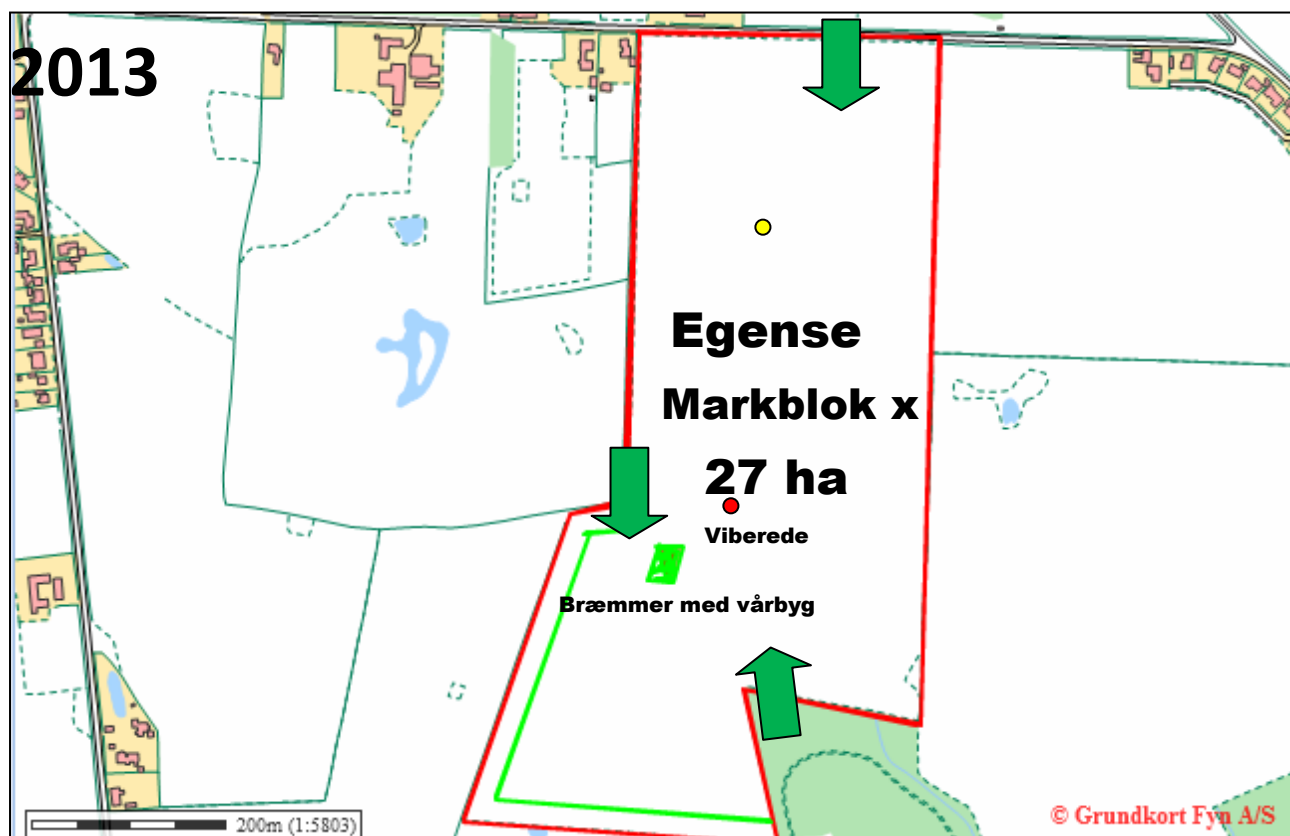 2013
Egense
Markblok x
27 ha
Viberede
Bræmmer med vårbyg
200m (1:5803)
© Grundkort Fyn A/S